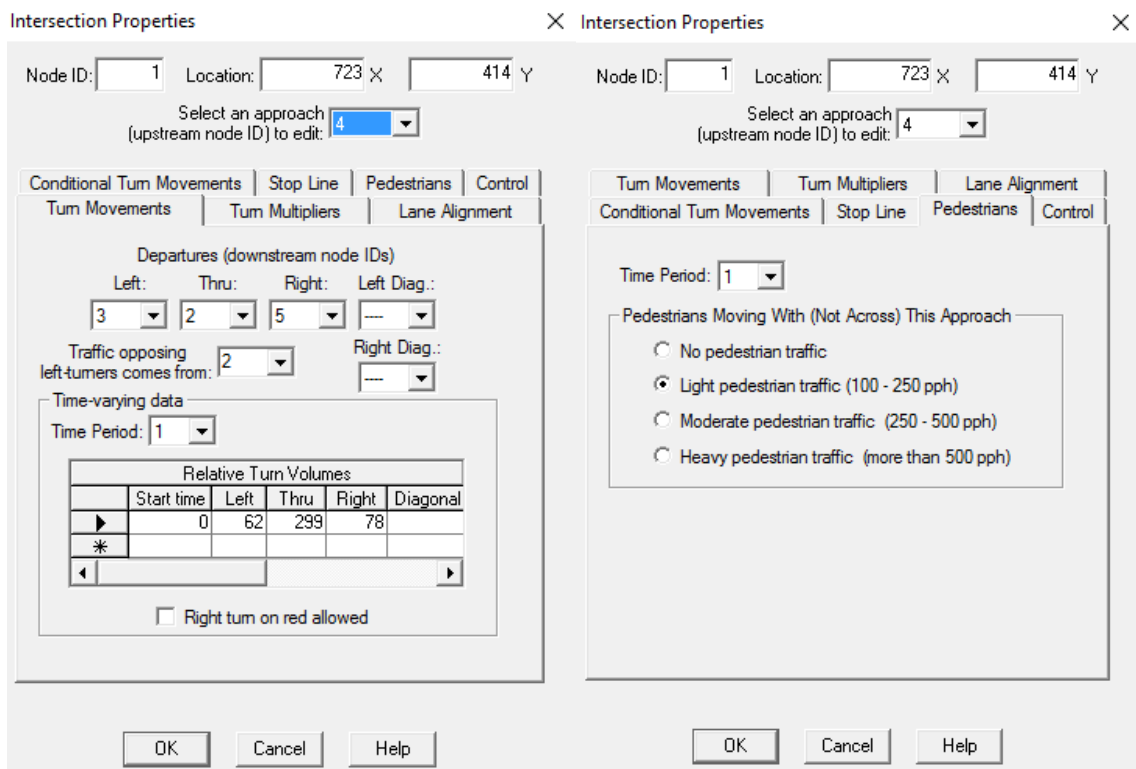 Intersection Properties
Node ID: 1 Location: 723 X 414 Y
Select an approach
(upstream node ID) to edit: 4
Conditional Turn Movements Stop Line Pedestrians Control
Turn Movements Turn Multipliers Lane Alignment
Departures (downstream node IDs)
Left: Thru: Right: Left Diag.:
3 2 5 ----
Traffic opposing
left-turners comes from: 2
Right Diag.:
----
Time-varying data
Time Period: 1
Relative Turn Volumes
Start time Left Thru Right Diagonal
0 62 299 78
Right turn on red allowed
OK Cancel Help
Intersection Properties
Node ID: 1 Location: 723 X 414 Y
Select an approach
(upstream node ID) to edit: 4
Turn Movements Turn Multipliers Lane Alignment
Conditional Turn Movements Stop Line Pedestrians Control
Time Period: 1
Pedestrians Moving With (Not Across) This Approach
No pedestrian traffic
Light pedestrian traffic (100 - 250 pph)
Moderate pedestrian traffic (250 - 500 pph)
Heavy pedestrian traffic (more than 500 pph)
OK Cancel Help